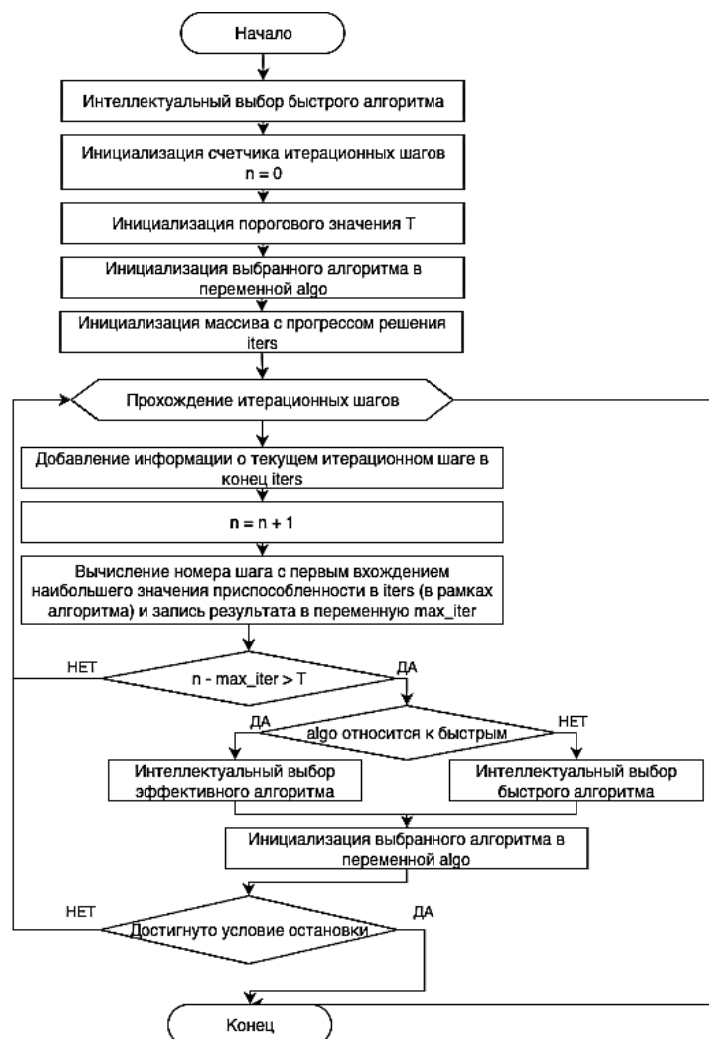 Начало
Интеллектуальный выбор быстрого алгоритма
Инициализация счетчика итерационных шагов
n = 0
Инициализация порогового значения T
Инициализация выбранного алгоритма в
переменной algo
Инициализация массива с прогрессом решения
iters
Прохождение итерационных шагов
Добавление информации о текущем итерационном шаге в
конец iters
n = n + 1
Вычисление номера шага с первым вхождением
наибольшего значения приспособленности в iters (в рамках
алгоритма) и запись результата в переменную max_iter
НЕТ
n - max_iter > T
ДА
ДА
algo относится к быстрым
НЕТ
Интеллектуальный выбор
эффективного алгоритма
Интеллектуальный выбор
быстрого алгоритма
Инициализация выбранного алгоритма в
переменной algo
НЕТ
Достигнуто условие остановки
ДА
Конец